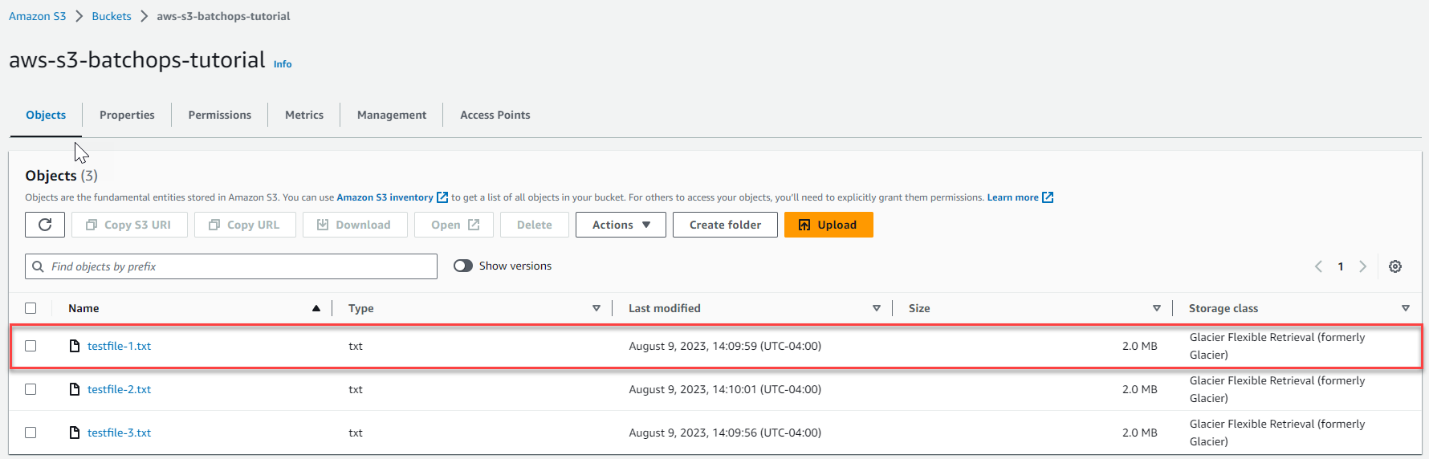 Amazon S3 > Buckets > aws-s3-batchops-tutorial
aws-s3-batchops-tutorial Info
Objects Properties Permissions Metrics Management Access Points
Objects (3)
Objects are the fundamental entities stored in Amazon S3. You can use Amazon S3 inventory to get a list of all objects in your bucket. For others to access your objects, you'll need to explicitly grant them permissions. Learn more
Copy S3 URI Copy URL Download Open Delete Actions Create folder Upload
Find objects by prefix Show versions 1
Name Type Last modified Size Storage class
testfile-1.txt txt August 9, 2023, 14:09:59 (UTC-04:00) 2.0 MB Glacier Flexible Retrieval (formerly
Glacier)
testfile-2.txt txt August 9, 2023, 14:10:01 (UTC-04:00) 2.0 MB Glacier Flexible Retrieval (formerly
Glacier)
testfile-3.txt txt August 9, 2023, 14:09:56 (UTC-04:00) 2.0 MB Glacier Flexible Retrieval (formerly
Glacier)